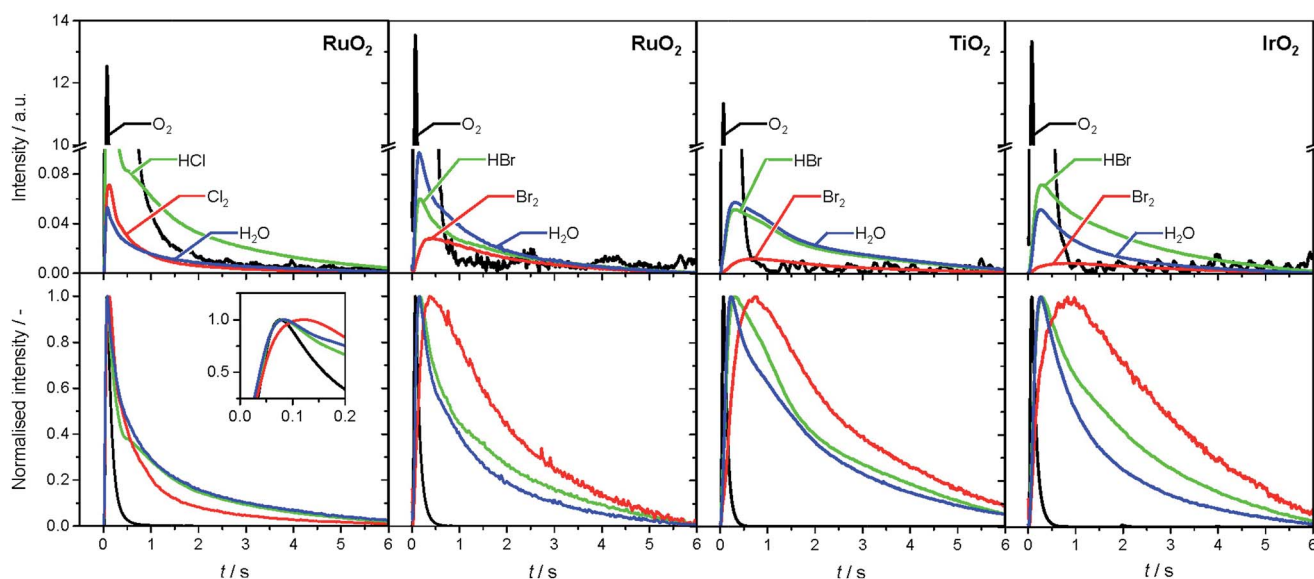 RuO2 RuO2 TiO2 IrO2
Intensity / a.u.
14
12
10
0.08
0.04
0.00
O2
HCl
Cl2
H2O
O2
HBr
Br2
H2O
O2
HBr
Br2
H2O
O2
HBr
Br2
H2O
Normalised intensity / -
1.0
0.8
0.6
0.4
0.2
0.0
1.0
0.5
0.0 0.1 0.2
0 1 2 3 4 5 6 0 1 2 3 4 5 6 0 1 2 3 4 5 6 0 1 2 3 4 5 6
t / s t / s t / s t / s